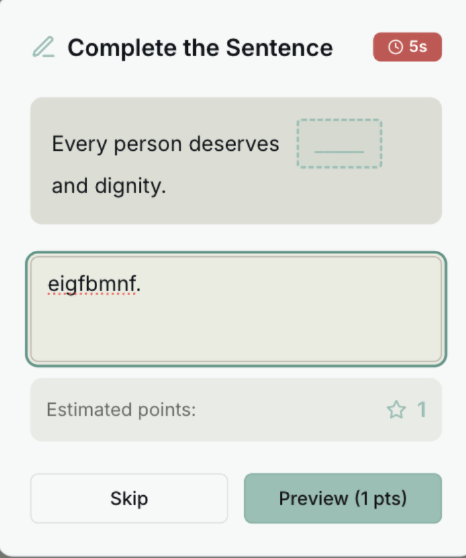 Complete the Sentence
5s
Every person deserves ____
and dignity.
eigfbmnf.
Estimated points:
1
Skip
Preview (1 pts)